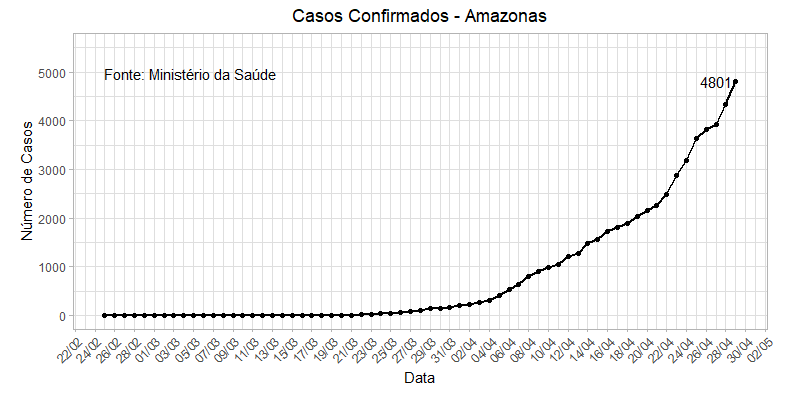 Casos Confirmados - Amazonas
Fonte: Ministério da Saúde
4801
Número de Casos
5000
4000
3000
2000
1000
0
22/02 24/02 26/02 28/02 01/03 03/03 05/03 07/03 09/03 11/03 13/03 15/03 17/03 19/03 21/03 23/03 25/03 27/03 29/03 31/03 02/04 04/04 06/04 08/04 10/04 12/04 14/04 16/04 18/04 20/04 22/04 24/04 26/04 28/04 30/04 02/05
Data